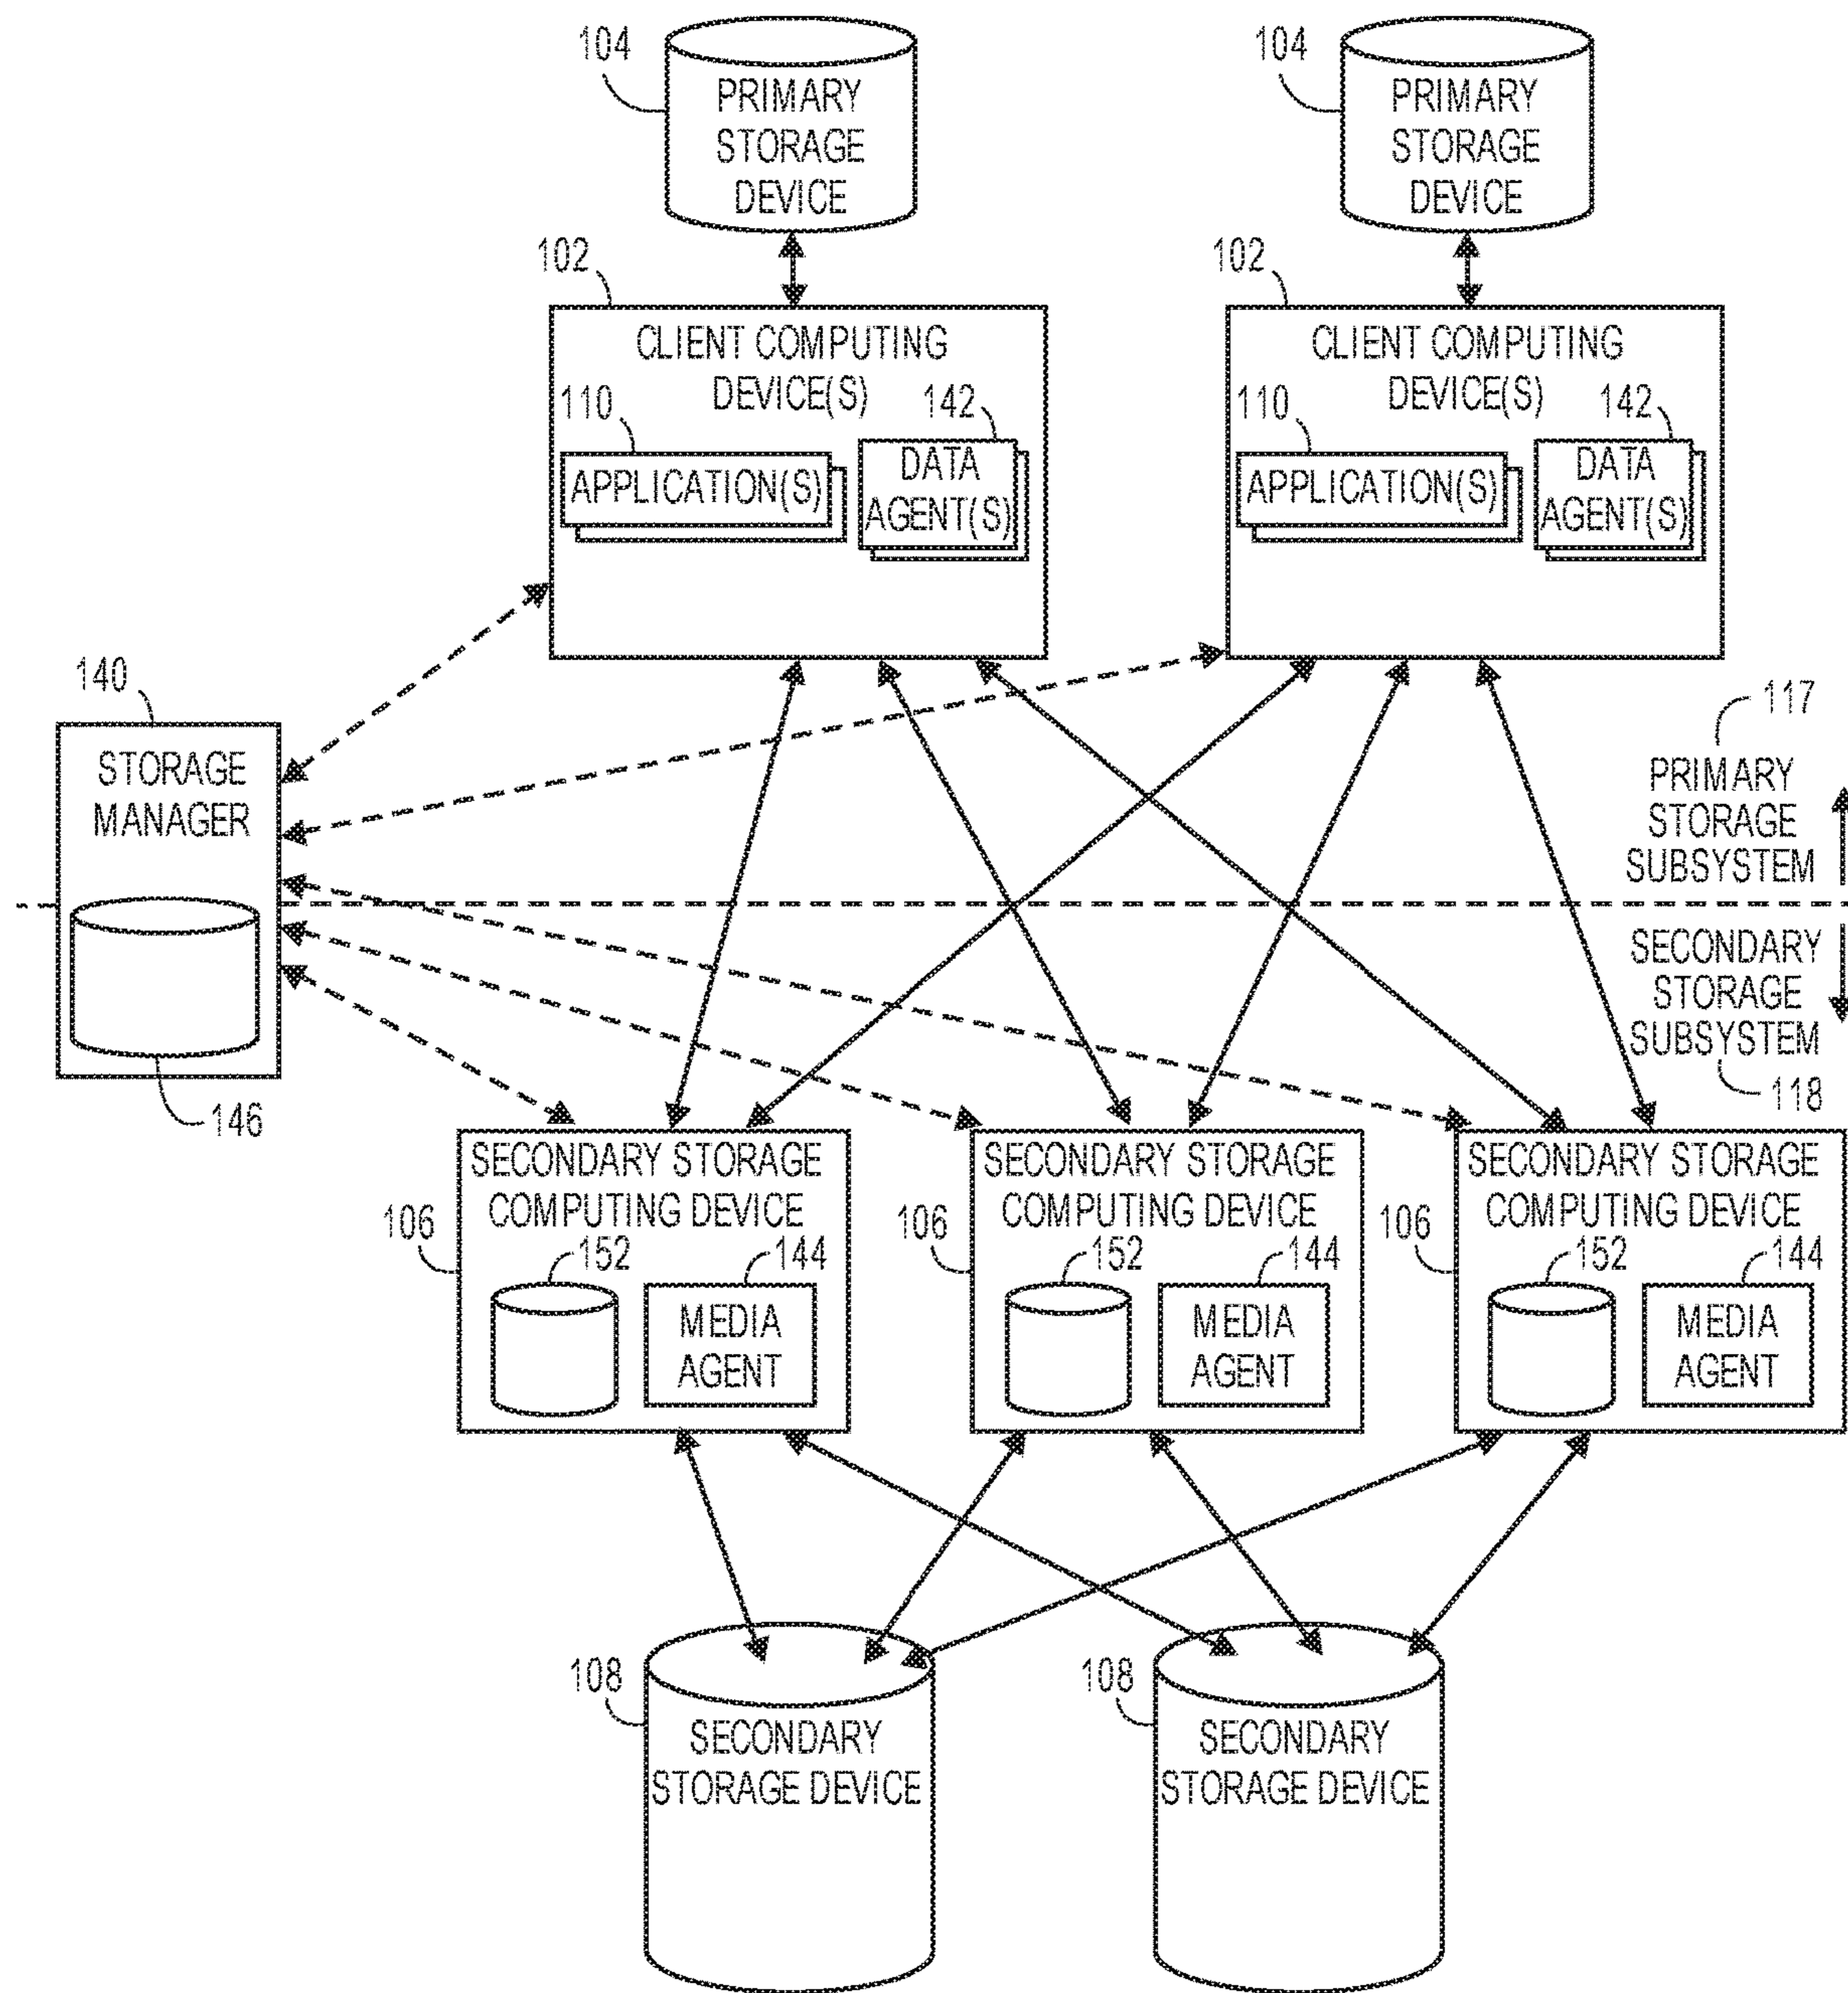 104
PRIMARY
STORAGE
DEVICE
104
PRIMARY
STORAGE
DEVICE
102
CLIENT COMPUTING
DEVICE(S)
110
142
APPLICATION(S)
DATA
AGENT(S)
102
CLIENT COMPUTING
DEVICE(S)
110
142
APPLICATION(S)
DATA
AGENT(S)
140
STORAGE
MANAGER
146
117
PRIMARY
STORAGE
SUBSYSTEM
SECONDARY
STORAGE
SUBSYSTEM
118
SECONDARY STORAGE
COMPUTING DEVICE
106
152
144
MEDIA
AGENT
SECONDARY STORAGE
COMPUTING DEVICE
106
152
144
MEDIA
AGENT
SECONDARY STORAGE
COMPUTING DEVICE
106
152
144
MEDIA
AGENT
108
SECONDARY
STORAGE DEVICE
108
SECONDARY
STORAGE DEVICE